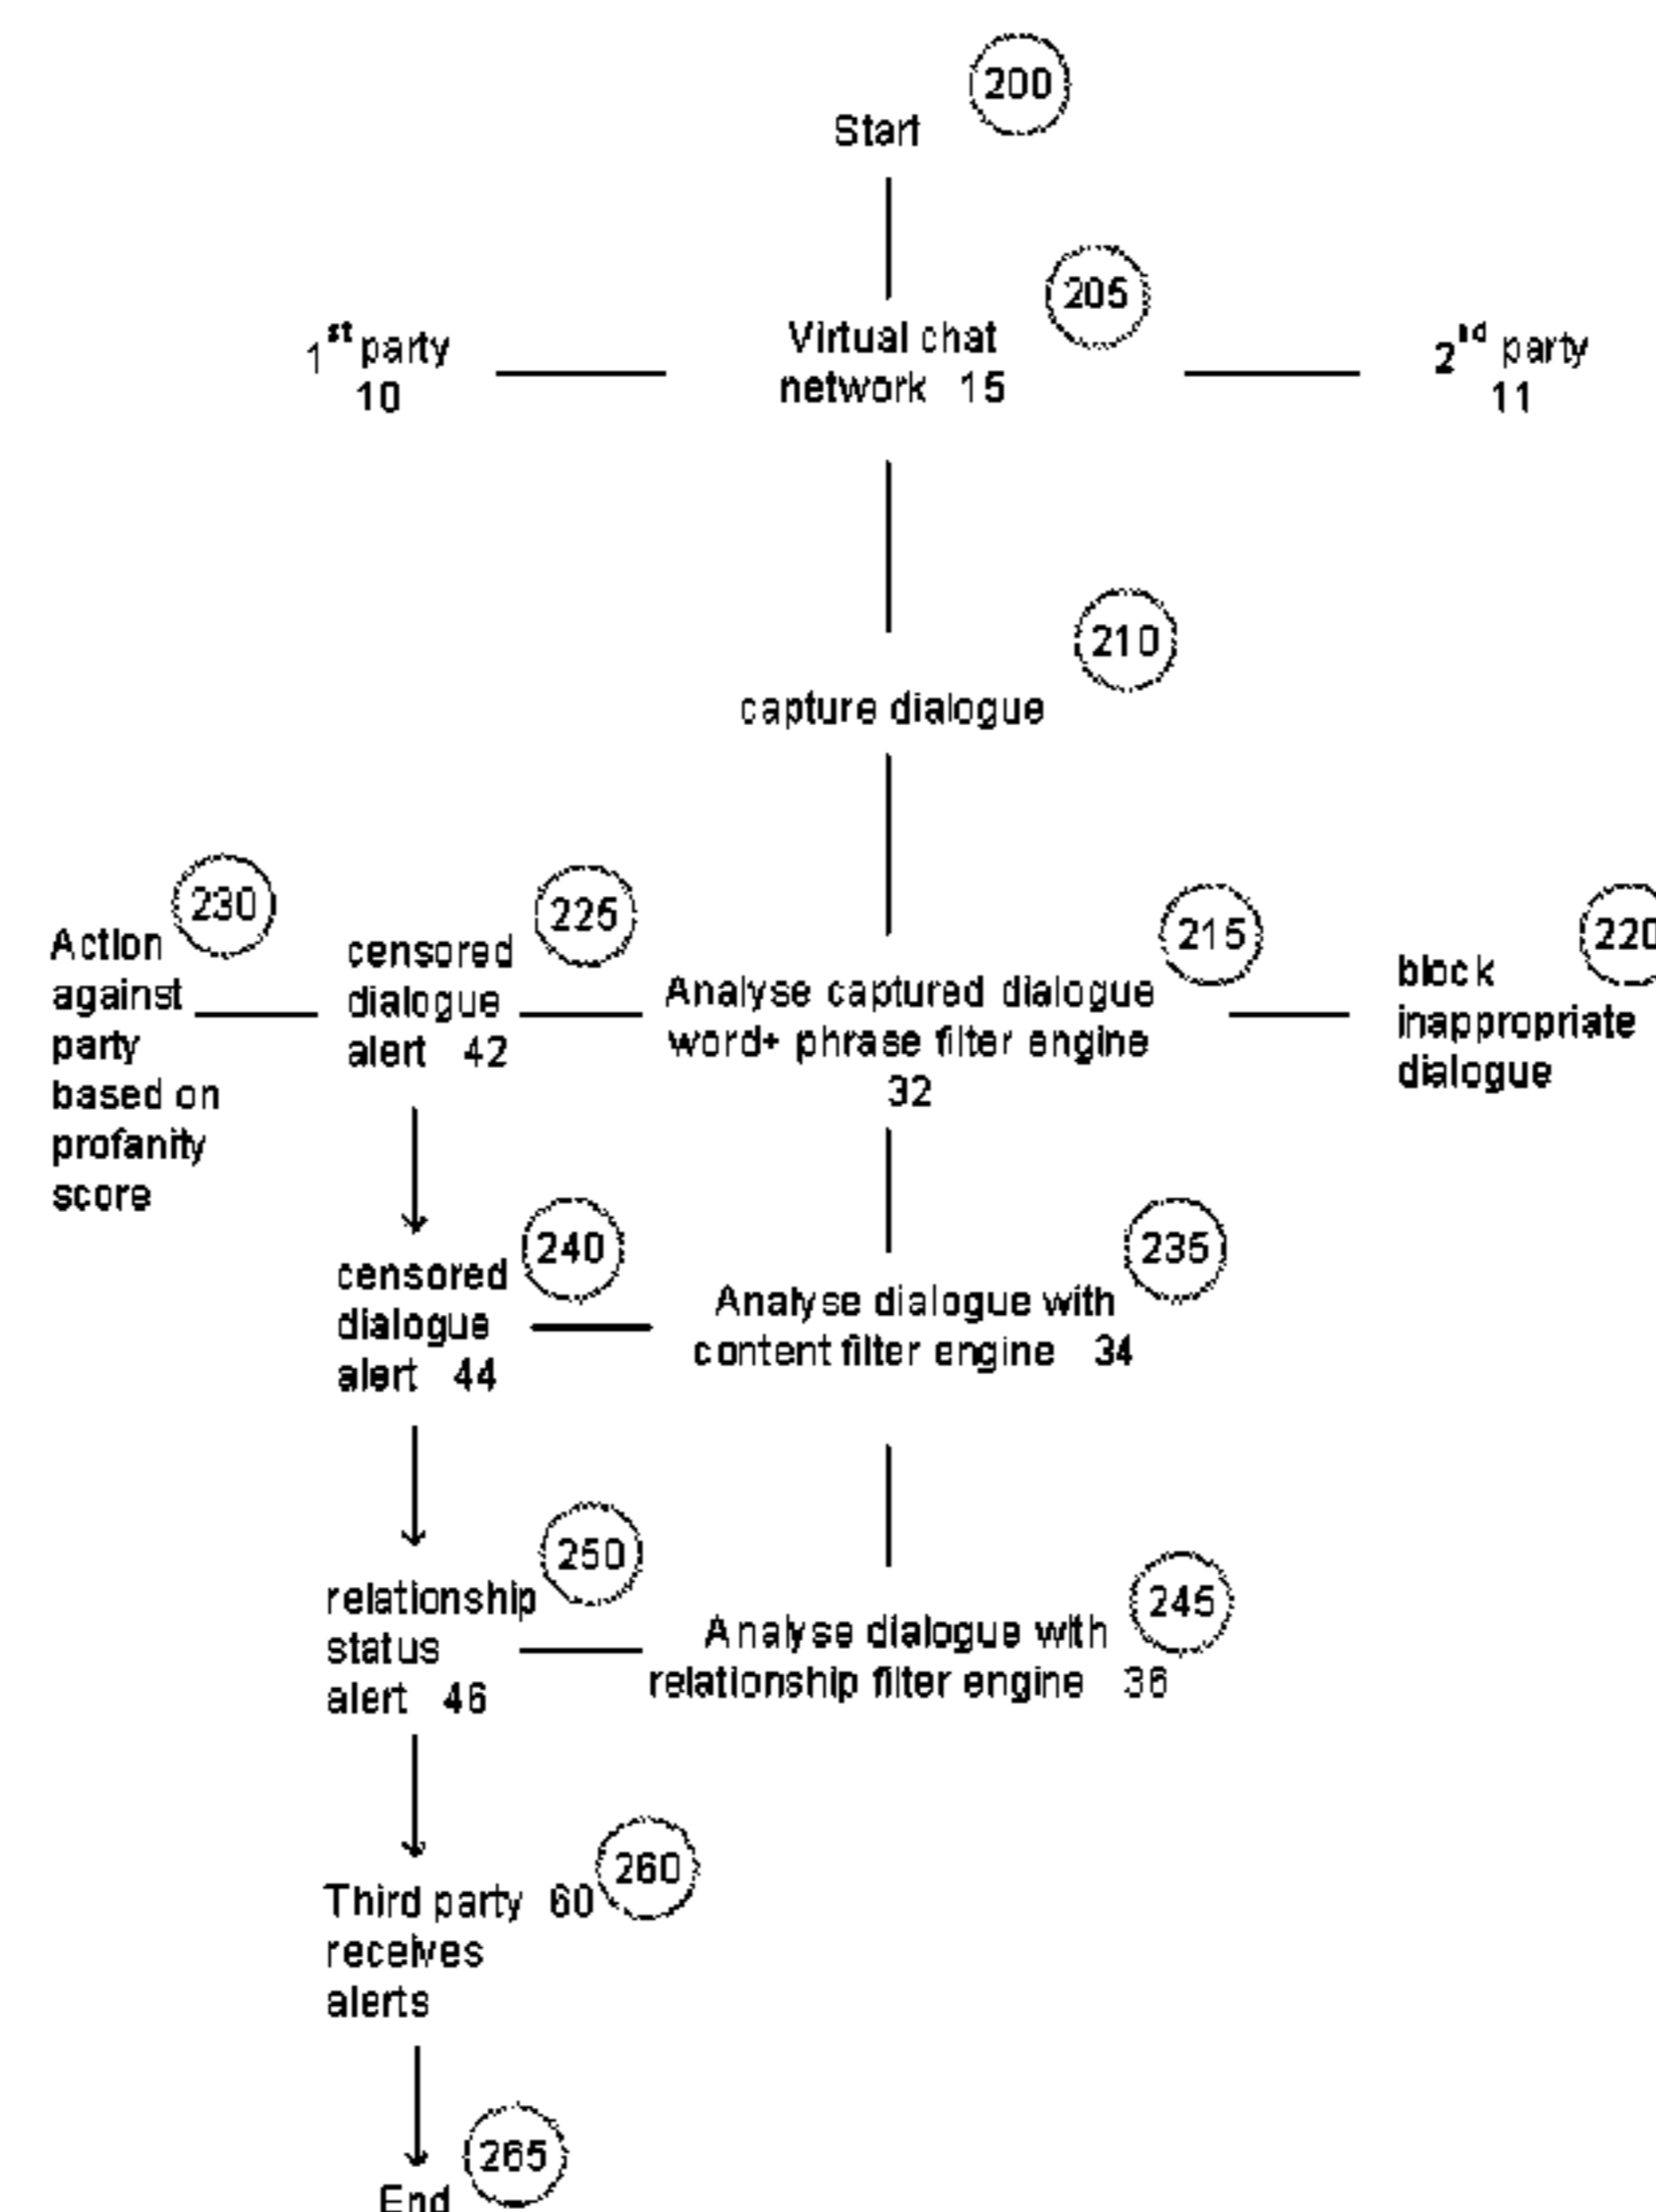 200
Start
205
1st party
10
Virtual chat
network 15
2nd party
11
210
capture dialogue
230
Action
against
party
based on
profanity
score
225
censored
dialogue
alert 42
215
Analyse captured dialogue
word+ phrase filter engine
32
220
block
inappropriate
dialogue
240
censored
dialogue
alert 44
235
Analyse dialogue with
content filter engine 34
250
relationship
status
alert 46
245
Analyse dialogue with
relationship filter engine 36
260
Third party 60
receives
alerts
265
End